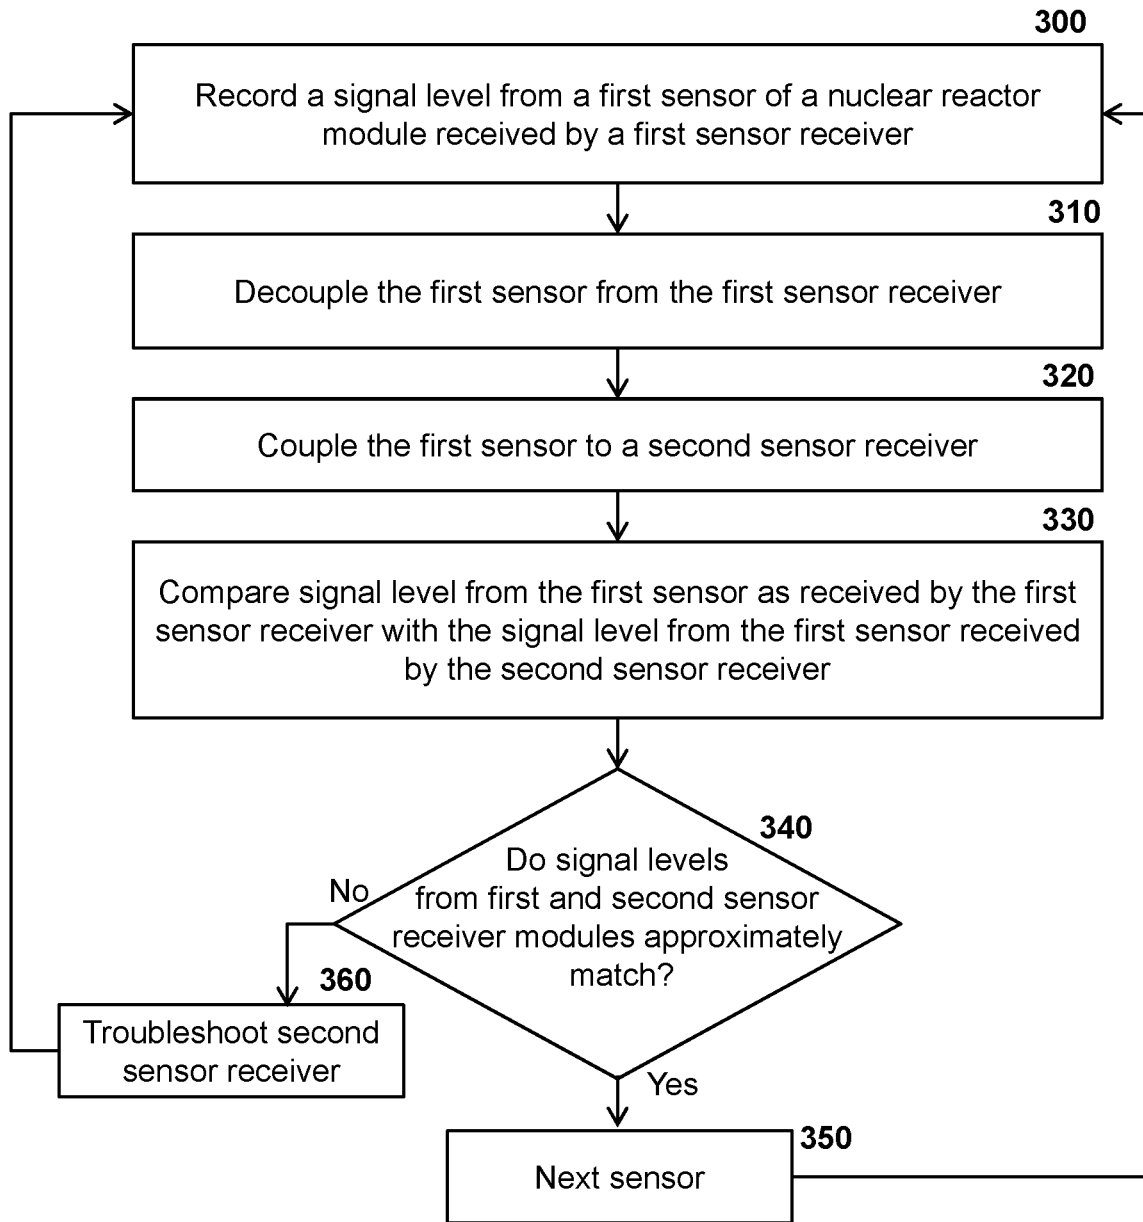 300
Record a signal level from a first sensor of a nuclear reactor
module received by a first sensor receiver
310
Decouple the first sensor from the first sensor receiver
320
Couple the first sensor to a second sensor receiver
330
Compare signal level from the first sensor as received by the first
sensor receiver with the signal level from the first sensor received
by the second sensor receiver
340
Do signal levels
from first and second sensor
receiver modules approximately
match?
No
360
Troubleshoot second
sensor receiver
Yes
350
Next sensor